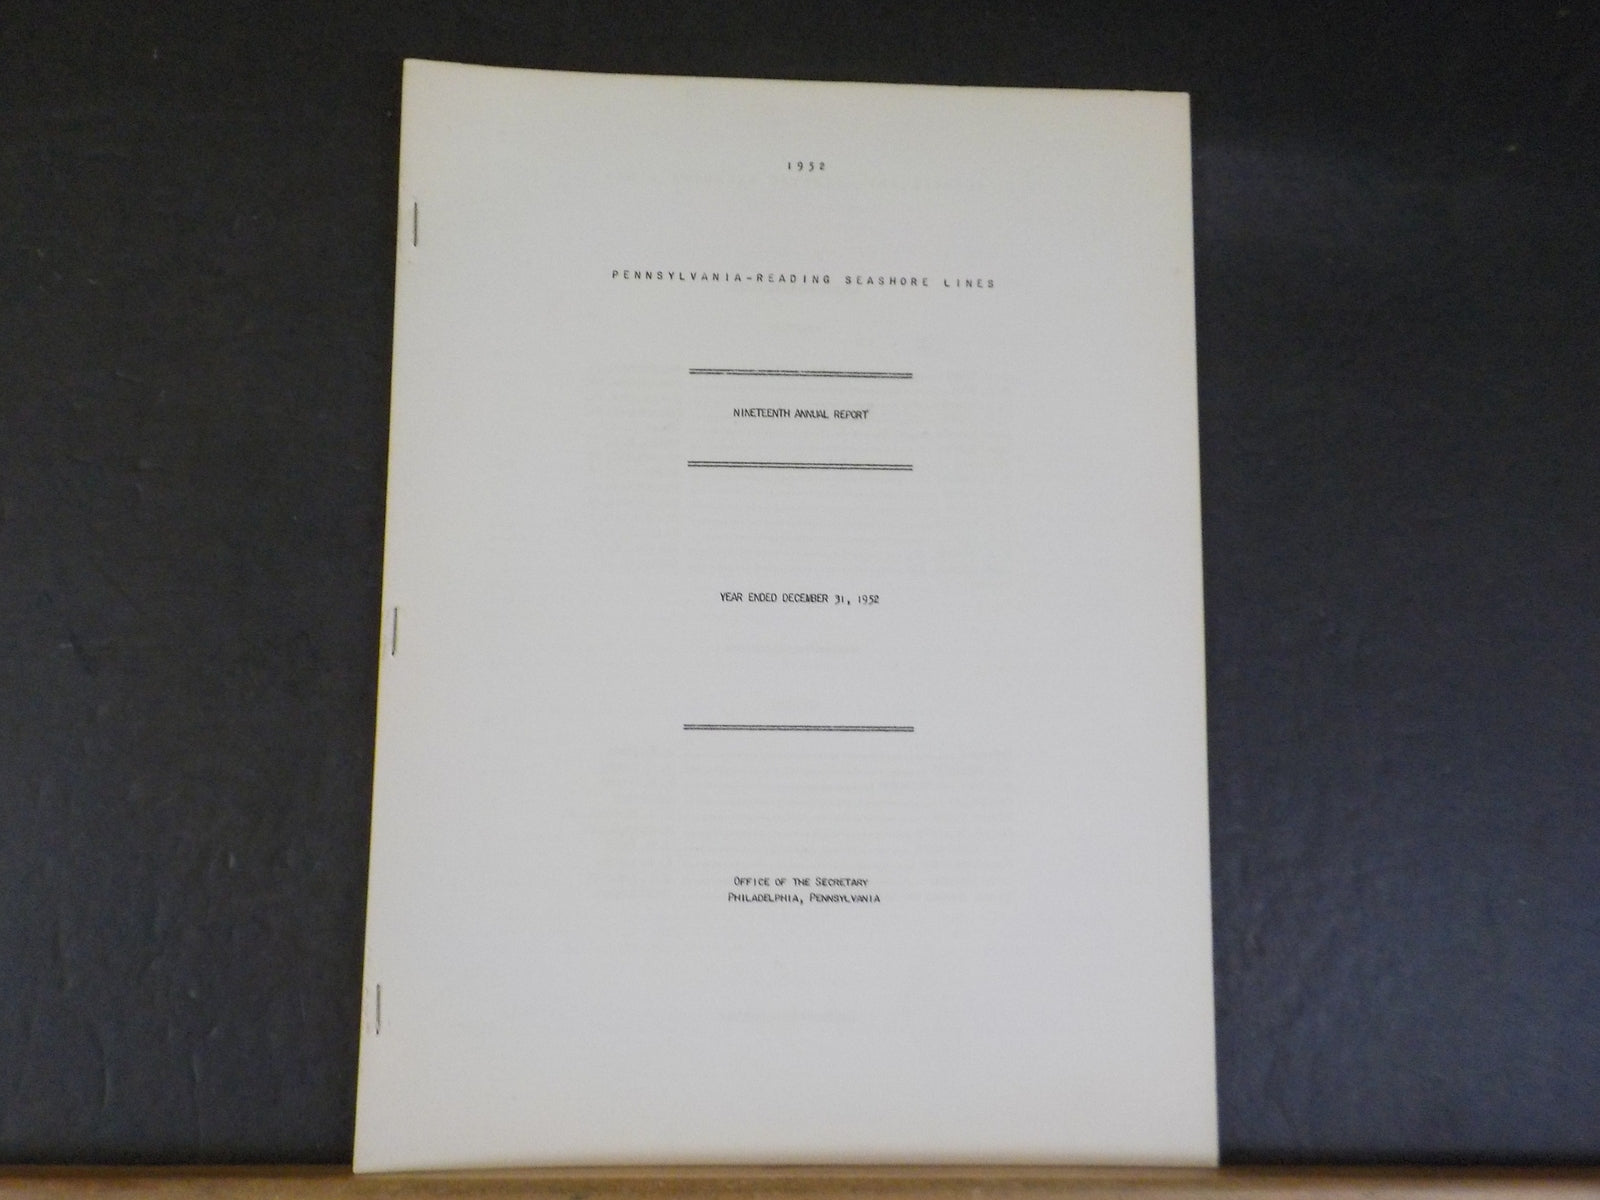 1952
PENNSYLVANIA-READING SEASHORE LINES
NINETEENTH ANNUAL REPORT
YEAR ENDED DECEMBER 31, 1952
OFFICE OF THE SECRETARY
PHILADELPHIA, PENNSYLVANIA